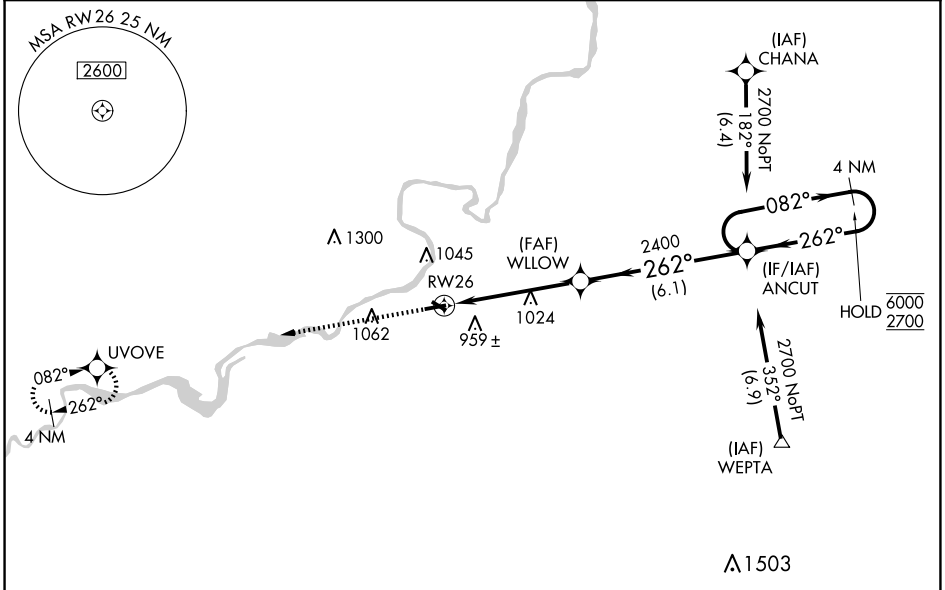 MSA RW26 25 NM
2600
(IAF)
CHANA
2700 NoPT
182°
(6.4)
4 NM
082°
262°
(IF/IAF)
ANCUT
HOLD
6000
2700
2400
262°
(6.1)
(FAF)
WLLOW
1300
1045
RW26
1024
1062
959 ±
UVOVE
082°
262°
4 NM
2700 NoPT
352°
(6.9)
(IAF)
WEPTA
1503